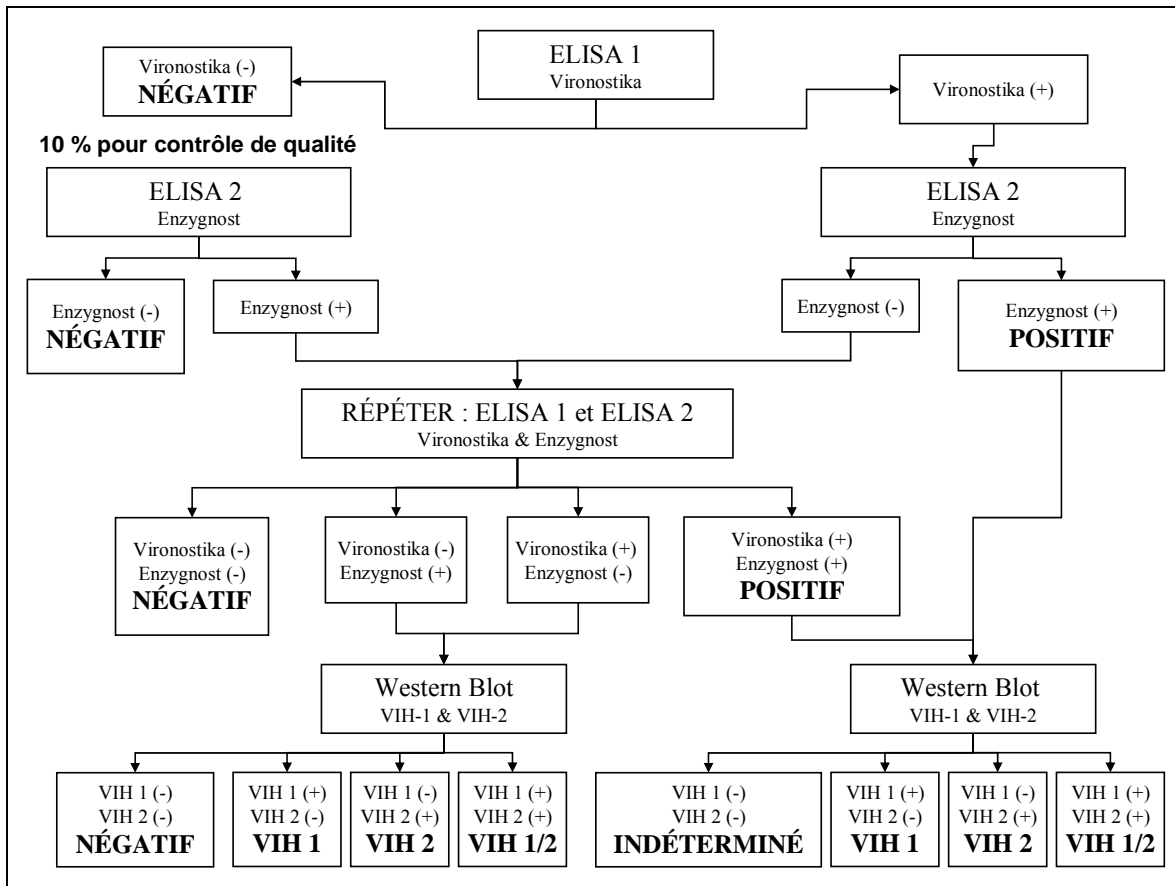 ELISA 1
Vironostika
Vironostika (-)
NÉGATIF
Vironostika (+)
10 % pour contrôle de qualité
ELISA 2
Enzygnost
ELISA 2
Enzygnost
Enzygnost (-)
NÉGATIF
Enzygnost (+)
Enzygnost (-)
Enzygnost (+)
POSITIF
RÉPÉTER : ELISA 1 et ELISA 2
Vironostika & Enzygnost
Vironostika (-)
Enzygnost (-)
NÉGATIF
Vironostika (-)
Enzygnost (+)
Vironostika (+)
Enzygnost (-)
Vironostika (+)
Enzygnost (+)
POSITIF
Western Blot
VIH-1 & VIH-2
Western Blot
VIH-1 & VIH-2
VIH 1 (-)
VIH 2 (-)
NÉGATIF
VIH 1 (+)
VIH 2 (-)
VIH 1
VIH 1 (-)
VIH 2 (+)
VIH 2
VIH 1 (+)
VIH 2 (+)
VIH 1/2
VIH 1 (-)
VIH 2 (-)
INDÉTERMINÉ
VIH 1 (+)
VIH 2 (-)
VIH 1
VIH 1 (-)
VIH 2 (+)
VIH 2
VIH 1 (+)
VIH 2 (+)
VIH 1/2